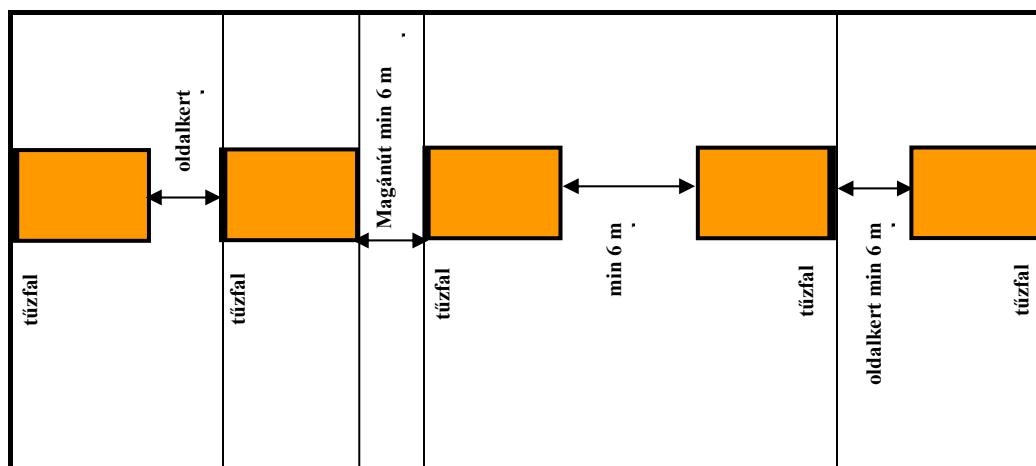 oldalkert
Magánút min 6 m
min 6 m
oldalkert min 6 m
tűzfal
tűzfal
tűzfal
tűzfal
tűzfal